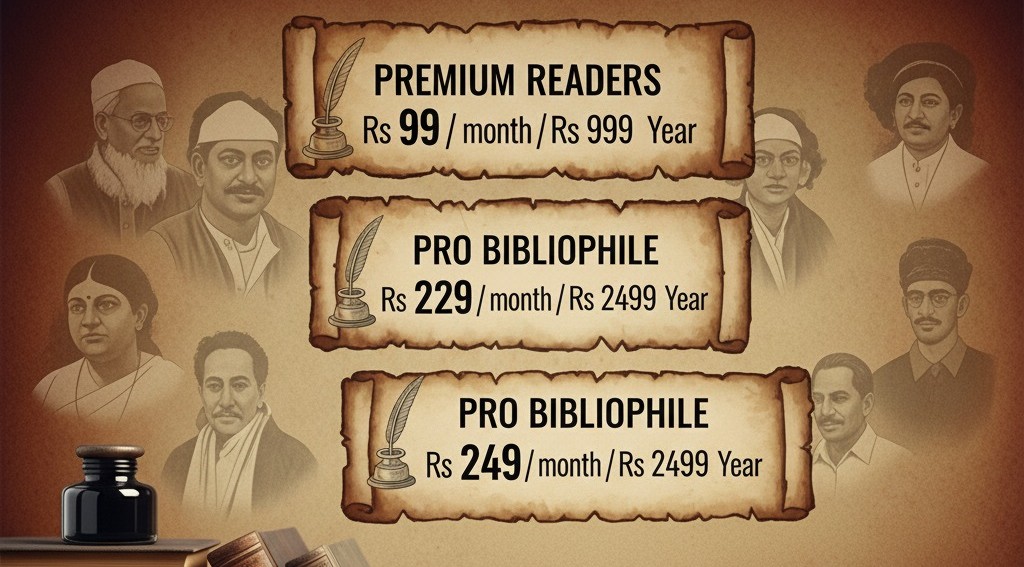 PREMIUM READERS
Rs 99 / month / Rs 999 Year
PRO BIBLIOPHILE
Rs 229 / month / Rs 2499 Year
PRO BIBLIOPHILE
Rs 249 / month / Rs 2499 Year